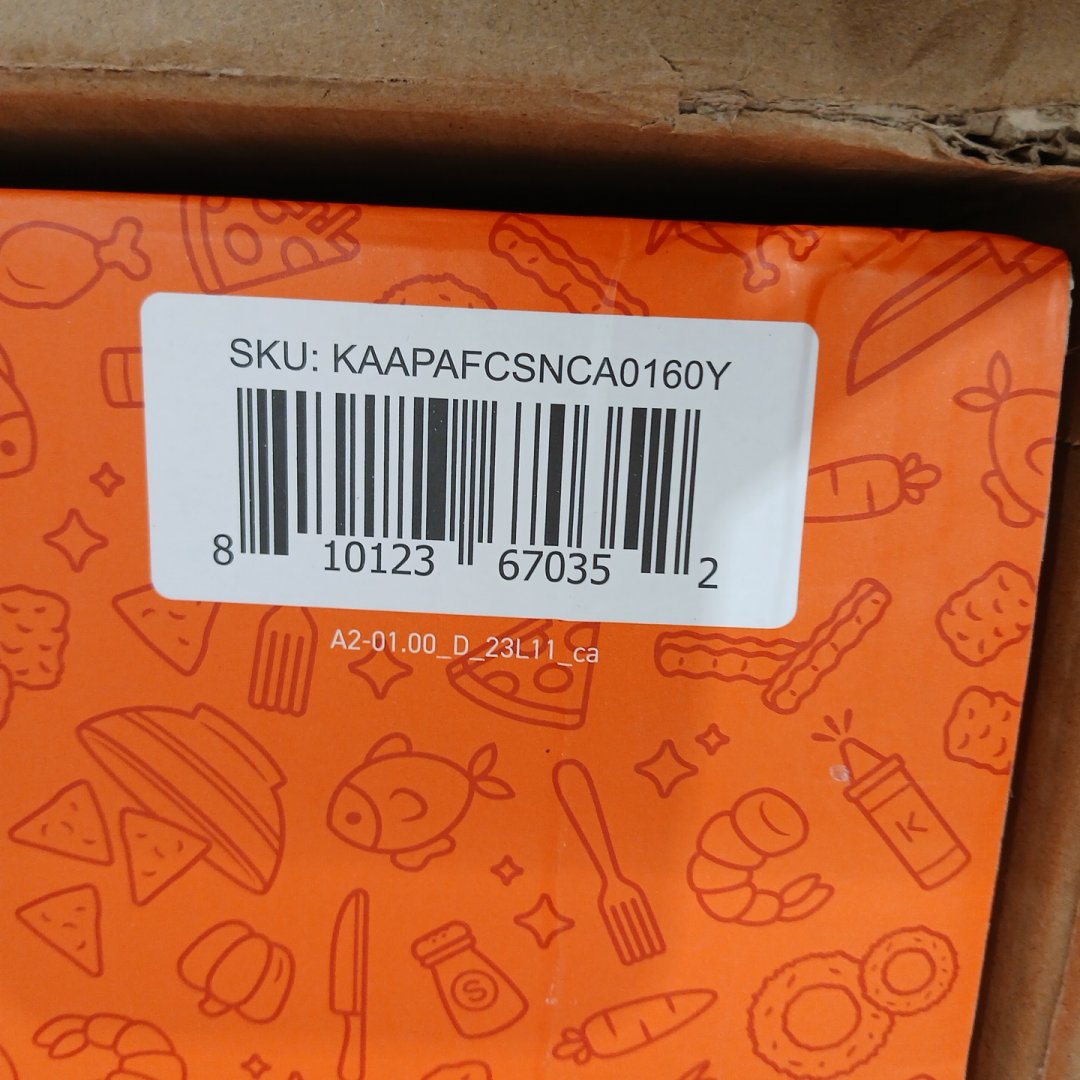 SKU: KAAPAFCSNCA0160Y
8 10123 67035 2
A2-01.00_D_23L11_ca
K
S